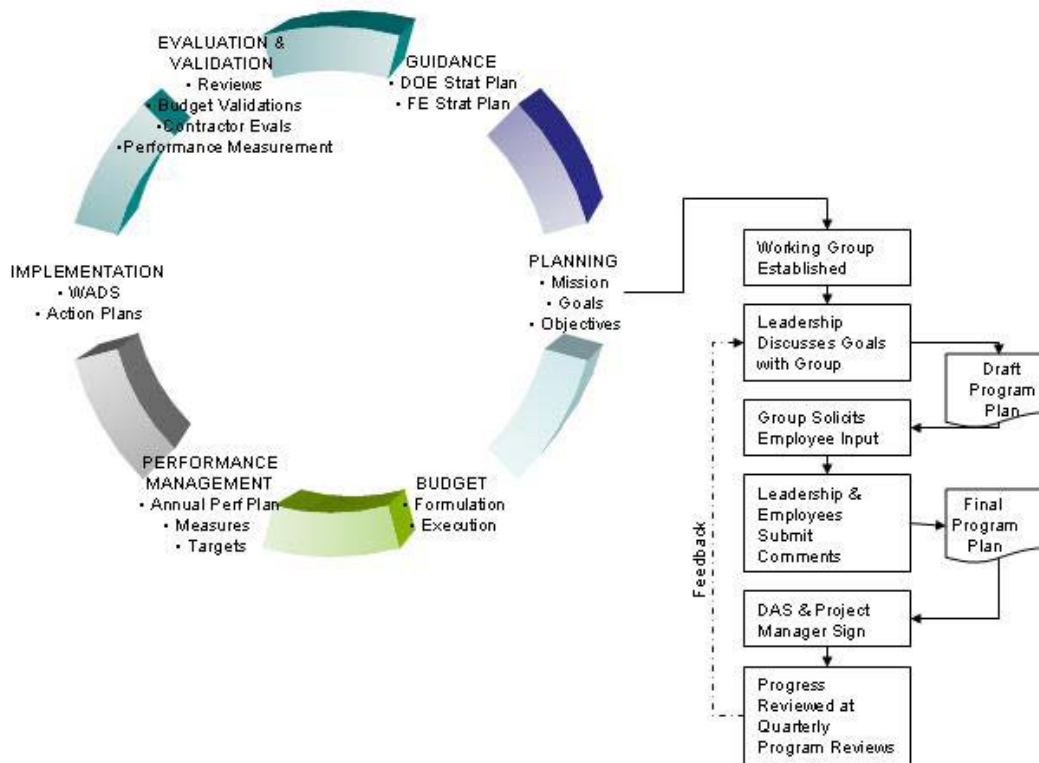 EVALUATION &
VALIDATION
• Reviews
• Budget Validations
• Contractor Evals
• Performance Measurement
GUIDANCE
• DOE Strat Plan
• FE Strat Plan
PLANNING
• Mission
• Goals
• Objectives
BUDGET
• Formulation
• Execution
PERFORMANCE
MANAGEMENT
• Annual Perf Plan
• Measures
• Targets
IMPLEMENTATION
• WADS
• Action Plans
Working Group
Established
Leadership
Discusses Goals
with Group
Draft
Program
Plan
Group Solicits
Employee Input
Leadership &
Employees
Submit
Comments
Final
Program
Plan
DAS & Project
Manager Sign
Progress
Reviewed at
Quarterly
Program Reviews
Feedback